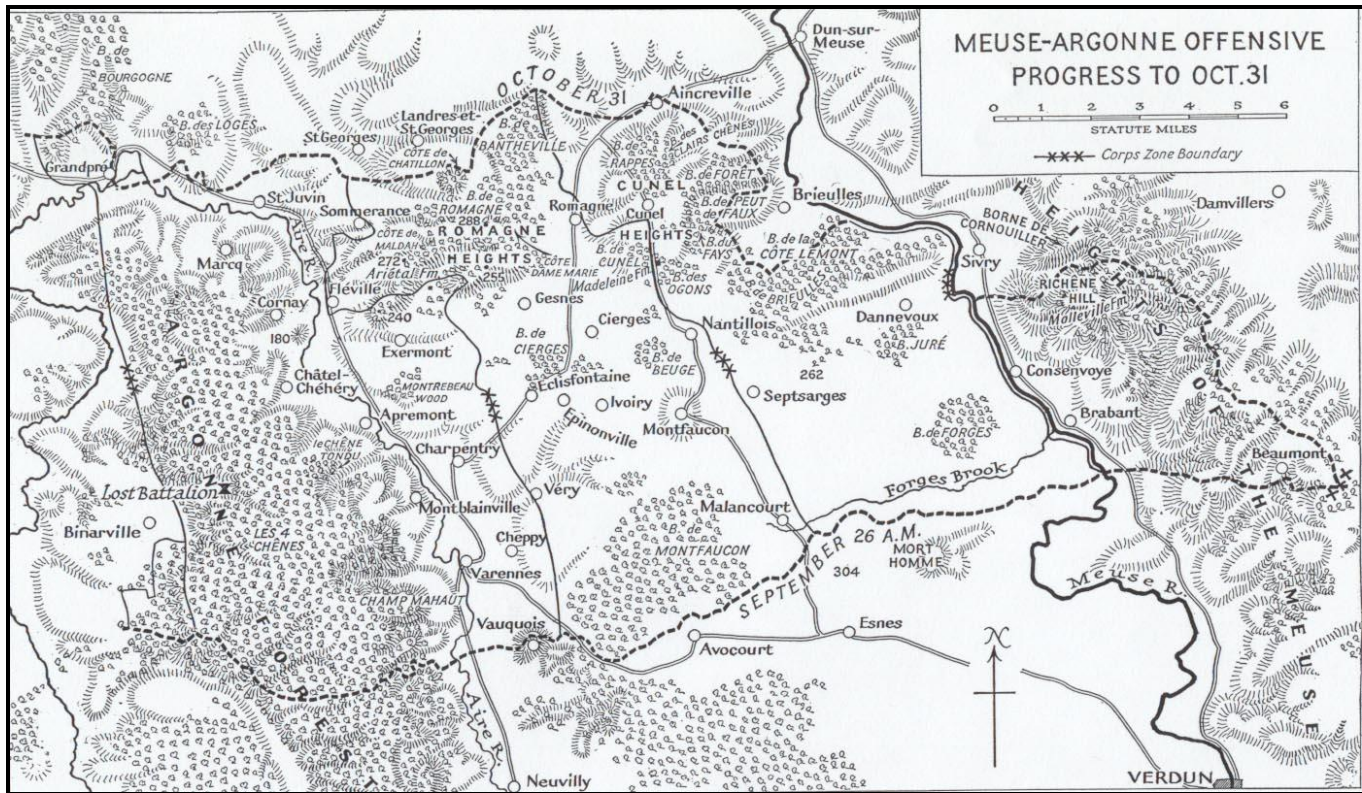 MEUSE-ARGONNE OFFENSIVE
PROGRESS TO OCT.31
0 1 2 3 4 5 6
STATUTE MILES
Corps Zone Boundary
Dun-sur-
Meuse
B. de
BOURGOGNE
OCTOBER 31
Aincreville
B. des LOGES
Landres-et-
St.Georges
St.Georges
CÔTE de
CHATILLON
B. de
BANTHEVILLE
B. de
RAPPES
B. des
CLAIRS CHÊNES
B. de FORÊT
Grandpré
St.Juvin
Sommerance
B. de
ROMAGNE
288
ROMAGNE
HEIGHTS
Romagne
CUNEL
Cunel
HEIGHTS
B. de PEUT
de FAUX
Brieulles
Damvillers
BORNE DE
CORNOUILLER
Sivry
Aire R.
Marcq
CÔTE de
MALDAH
272
Ariétal Fm.
CÔTE
DAME MARIE
B. de
CUNEL
Madeleine Fm.
B. du
FAYS
B. des
OGONS
B. de la
CÔTE LEMONT
B. de
BRIEULLES
RICHENE
HILL
Molleville Fm.
Fléville
Cornay
180
240
Gesnes
Cierges
Exermont
B. de
CIERGES
Nantillois
B. de
BEUGE
Dannevoux
B. JURÉ
262
Consenvoye
Châtel-
Chéhéry
MONTREBEAU
WOOD
Eclisfontaine
Epinonville
Ivoiry
Septsarges
Apremont
Montfaucon
B. de FORGES
Brabant
Charpentry
le CHÊNE
TONDU
Beaumont
Lost Battalion
Montblainville
Véry
Forges Brook
Binarville
LES 4
CHÊNES
Malancourt
Cheppy
B. de
MONTFAUCON
SEPTEMBER 26 A.M.
MORT
HOMME
304
Varennes
CHAMP MAHAUT
Meuse R.
Vauquois
Avocourt
Esnes
N
ARGONNE FOREST
HEIGHTS OF THE MEUSE
Aire R.
Neuvilly
VERDUN